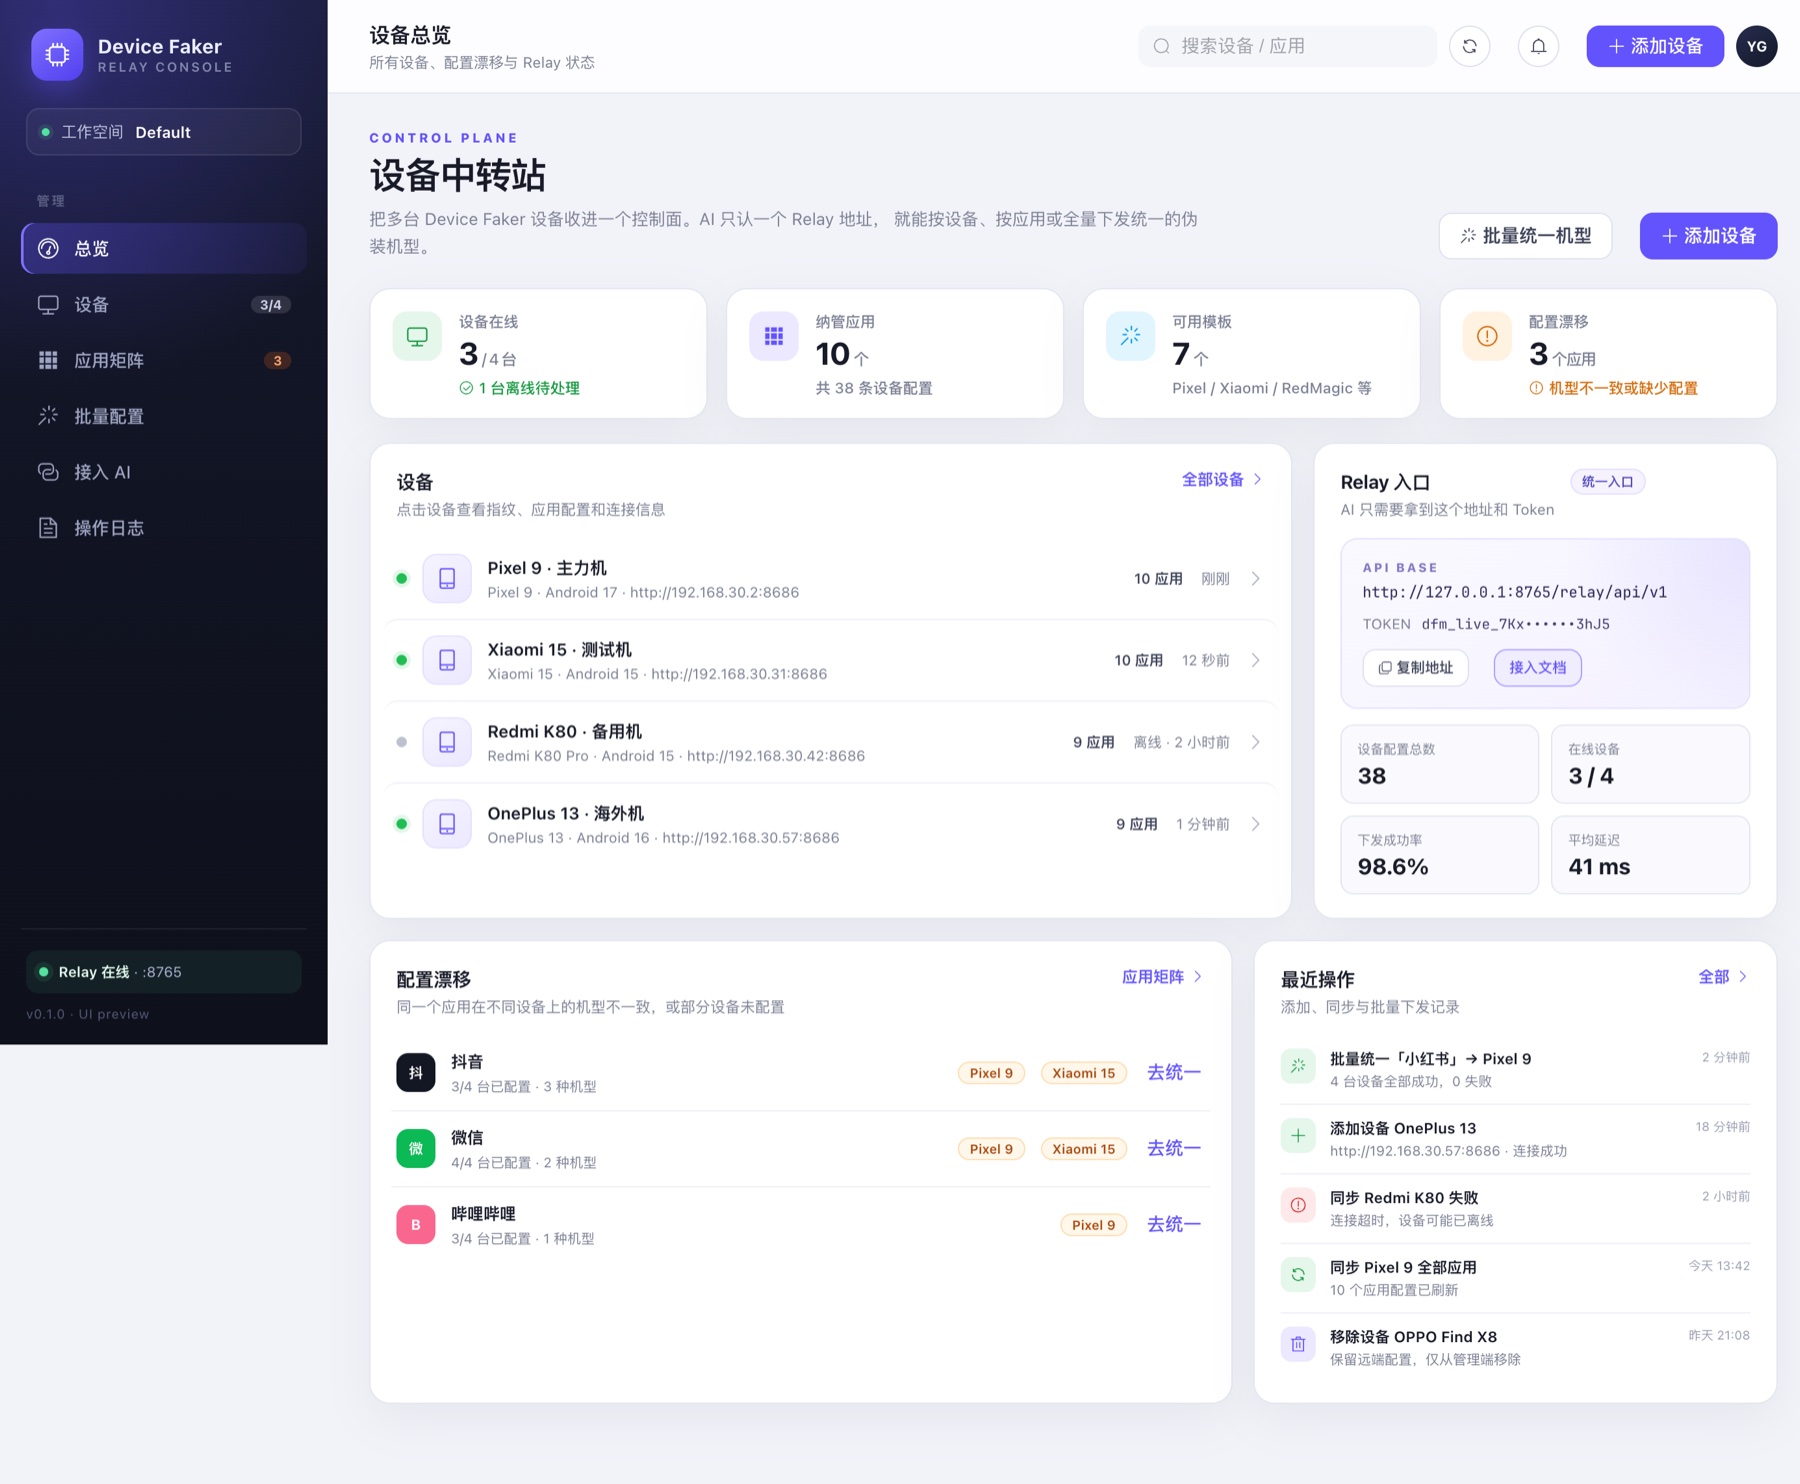 Device Faker
RELAY CONSOLE
工作空间 Default
管理
总览
设备 3/4
应用矩阵 3
批量配置
接入 AI
操作日志
Relay 在线 · :8765
v0.1.0 · UI preview
设备总览
所有设备、配置漂移与 Relay 状态
搜索设备 / 应用
添加设备
YG
CONTROL PLANE
设备中转站
把多台 Device Faker 设备收进一个控制面。AI 只认一个 Relay 地址， 就能按设备、按应用或全量下发统一的伪
装机型。
批量统一机型
添加设备
设备在线
3 / 4 台
1 台离线待处理
纳管应用
10 个
共 38 条设备配置
可用模板
7 个
Pixel / Xiaomi / RedMagic 等
配置漂移
3 个应用
机型不一致或缺少配置
设备
全部设备
点击设备查看指纹、应用配置和连接信息
Pixel 9 · 主力机
Pixel 9 · Android 17 · http://192.168.30.2:8686
10 应用 刚刚
Xiaomi 15 · 测试机
Xiaomi 15 · Android 15 · http://192.168.30.31:8686
10 应用 12 秒前
Redmi K80 · 备用机
Redmi K80 Pro · Android 15 · http://192.168.30.42:8686
9 应用 离线 · 2 小时前
OnePlus 13 · 海外机
OnePlus 13 · Android 16 · http://192.168.30.57:8686
9 应用 1 分钟前
Relay 入口
统一入口
AI 只需要拿到这个地址和 Token
API BASE
http://127.0.0.1:8765/relay/api/v1
TOKEN dfm_live_7Kx••••••3hJ5
复制地址
接入文档
设备配置总数
38
在线设备
3 / 4
下发成功率
98.6%
平均延迟
41 ms
配置漂移
应用矩阵
同一个应用在不同设备上的机型不一致，或部分设备未配置
抖
抖音
3/4 台已配置 · 3 种机型
Pixel 9 Xiaomi 15 去统一
微
微信
4/4 台已配置 · 2 种机型
Pixel 9 Xiaomi 15 去统一
B
哔哩哔哩
3/4 台已配置 · 1 种机型
Pixel 9 去统一
最近操作
全部
添加、同步与批量下发记录
批量统一「小红书」→ Pixel 9
2 分钟前
4 台设备全部成功，0 失败
添加设备 OnePlus 13
18 分钟前
http://192.168.30.57:8686 · 连接成功
同步 Redmi K80 失败
2 小时前
连接超时，设备可能已离线
同步 Pixel 9 全部应用
今天 13:42
10 个应用配置已刷新
移除设备 OPPO Find X8
昨天 21:08
保留远端配置，仅从管理端移除